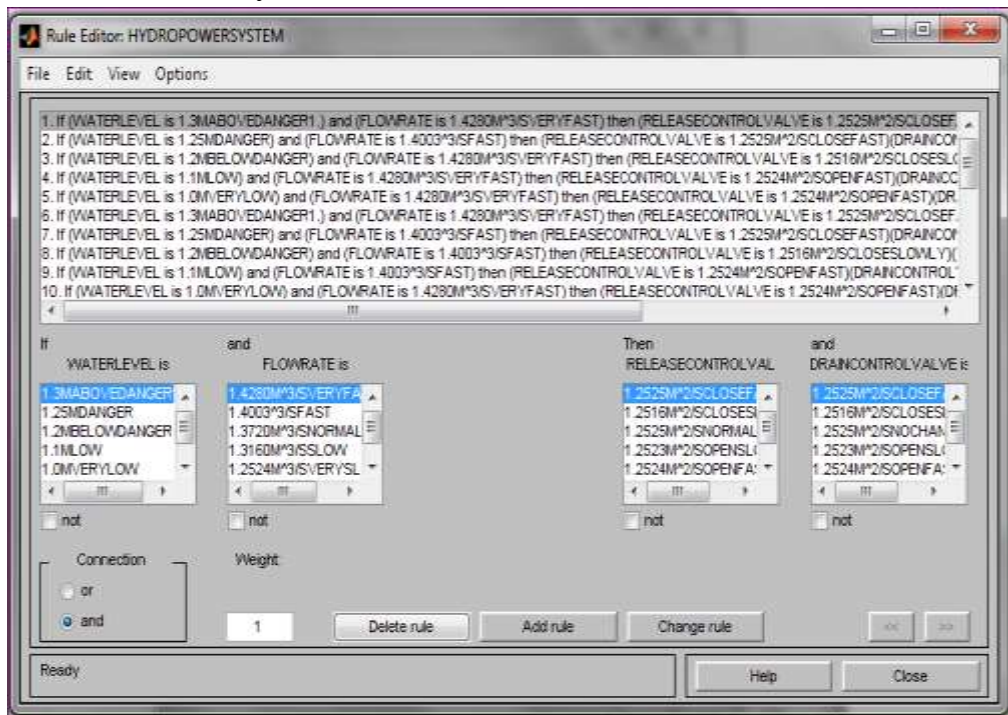 Rule Editor: HYDROPOWERSYSTEM
File Edit View Options
1. If (WATERLEVEL is 1.3MABOVEDANGER1.) and (FLOWRATE is 1.4280M^3/SVERYFAST) then (RELEASECONTROLVALVE is 1.2525M^2/SCLOSEF
2. If (WATERLEVEL is 1.25MDANGER) and (FLOWRATE is 1.4003^3/SFAST) then (RELEASECONTROLVALVE is 1.2525M^2/SCLOSEFAST)(DRAINCO
3. If (WATERLEVEL is 1.2MBELOWDANGER) and (FLOWRATE is 1.4280M^3/SVERYFAST) then (RELEASECONTROLVALVE is 1.2516M^2/SCLOSESL
4. If (WATERLEVEL is 1.1MLOW) and (FLOWRATE is 1.4280M^3/SVERYFAST) then (RELEASECONTROLVALVE is 1.2524M^2/SOPENFAST)(DRAINCC
5. If (WATERLEVEL is 1.0MVERYLOW) and (FLOWRATE is 1.4280M^3/SVERYFAST) then (RELEASECONTROLVALVE is 1.2524M^2/SOPENFAST)(DR
6. If (WATERLEVEL is 1.3MABOVEDANGER1.) and (FLOWRATE is 1.4280M^3/SVERYFAST) then (RELEASECONTROLVALVE is 1.2525M^2/SCLOSEF
7. If (WATERLEVEL is 1.25MDANGER) and (FLOWRATE is 1.4003^3/SFAST) then (RELEASECONTROLVALVE is 1.2525M^2/SCLOSEFAST)(DRAINCO
8. If (WATERLEVEL is 1.2MBELOWDANGER) and (FLOWRATE is 1.4003^3/SFAST) then (RELEASECONTROLVALVE is 1.2516M^2/SCLOSESLOWLY)(
9. If (WATERLEVEL is 1.1MLOW) and (FLOWRATE is 1.4003^3/SFAST) then (RELEASECONTROLVALVE is 1.2524M^2/SOPENFAST)(DRAINCONTROL
10. If (WATERLEVEL is 1.0MVERYLOW) and (FLOWRATE is 1.4280M^3/SVERYFAST) then (RELEASECONTROLVALVE is 1.2524M^2/SOPENFAST)(D
If and Then and
WATERLEVEL is FLOWRATE is RELEASECONTROLVAL DRAINCONTROLVALVE is
1.3MABOVEDANGER 1.4280M^3/SVERYFA 1.2525M^2/SCLOSEF 1.2525M^2/SCLOSEF
1.25MDANGER 1.4003^3/SFAST 1.2516M^2/SCLOSESL 1.2516M^2/SCLOSESL
1.2MBELOWDANGER 1.3720M^3/SNORMAL 1.2525M^2/SNORMAL 1.2525M^2/SNOCHAN
1.1MLOW 1.3160M^3/SSLOW 1.2523M^2/SOPENSL 1.2523M^2/SOPENSL
1.0MVERYLOW 1.2524M^3/SVERYSL 1.2524M^2/SOPENFA 1.2524M^2/SOPENFA
not not not
Connection Weight:
or
and 1 Delete rule Add rule Change rule << >>
Ready Help Close